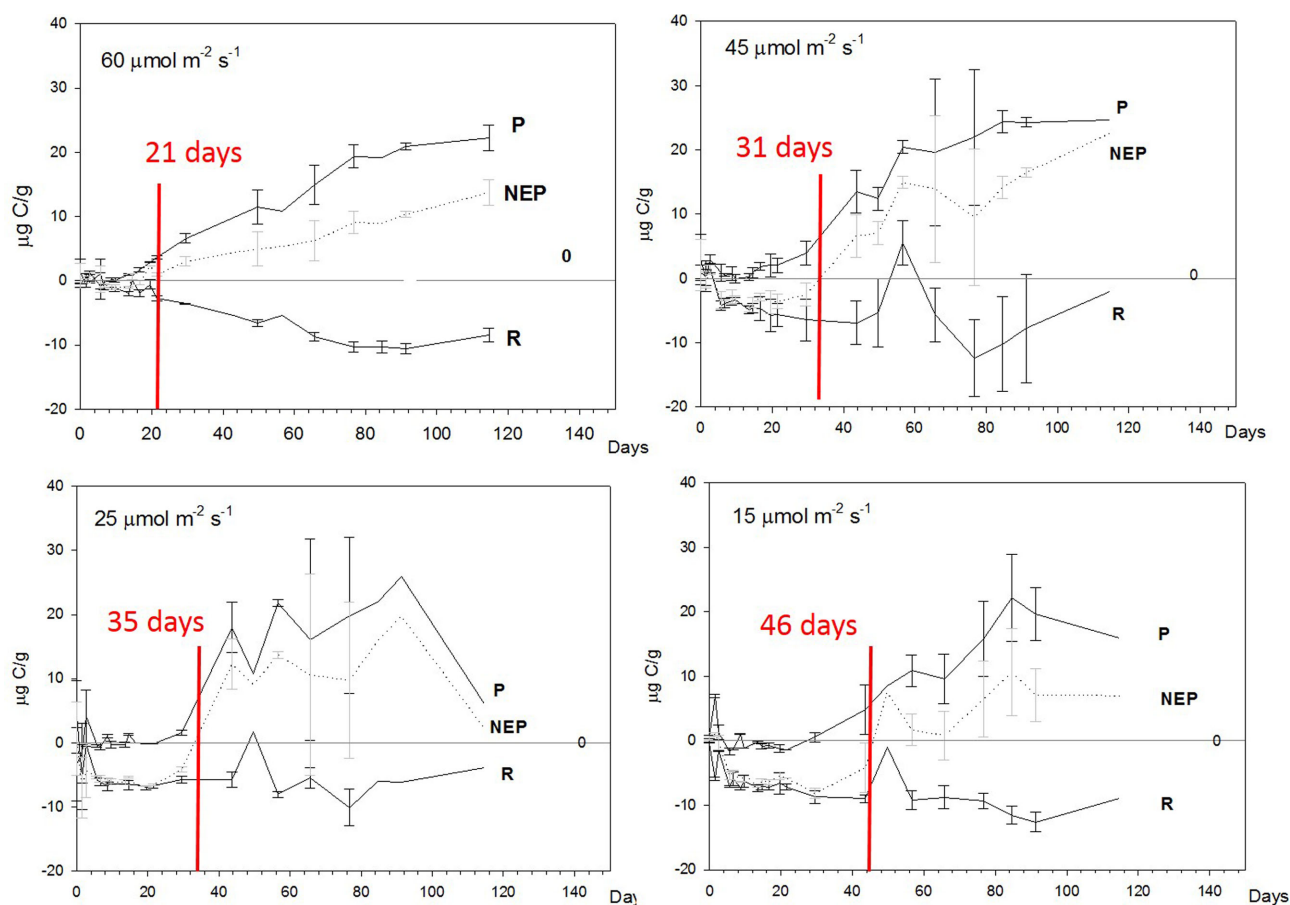 60 μmol m-2 s-1
21 days
P
NEP
0
R
μg C/g
40
30
20
10
0
-10
-20
0 20 40 60 80 100 120 140
Days
45 μmol m-2 s-1
31 days
P
NEP
0
R
μg C/g
40
30
20
10
0
-10
-20
0 20 40 60 80 100 120 140
Days
25 μmol m-2 s-1
35 days
P
NEP
0
R
μg C/g
40
30
20
10
0
-10
-20
0 20 40 60 80 100 120 140
Days
15 μmol m-2 s-1
46 days
P
NEP
0
R
μg C/g
40
30
20
10
0
-10
-20
0 20 40 60 80 100 120 140
Days